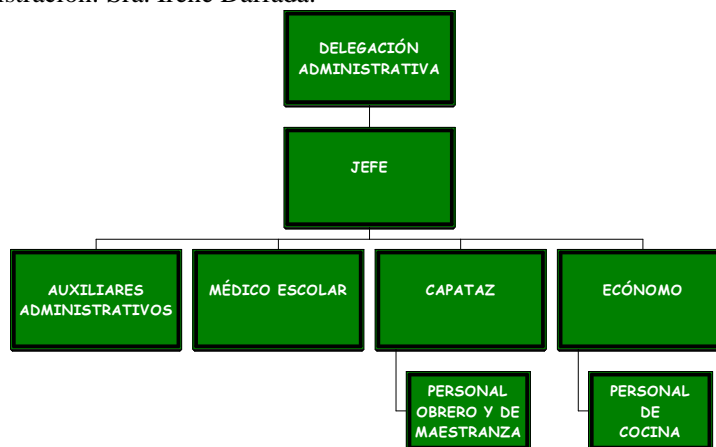 DELEGACIÓN
ADMINISTRATIVA
JEFE
AUXILIARES
ADMINISTRATIVOS
MÉDICO ESCOLAR
CAPATAZ
ECÓNOMO
PERSONAL
OBRERO Y DE
MAESTRANZA
PERSONAL
DE
COCINA